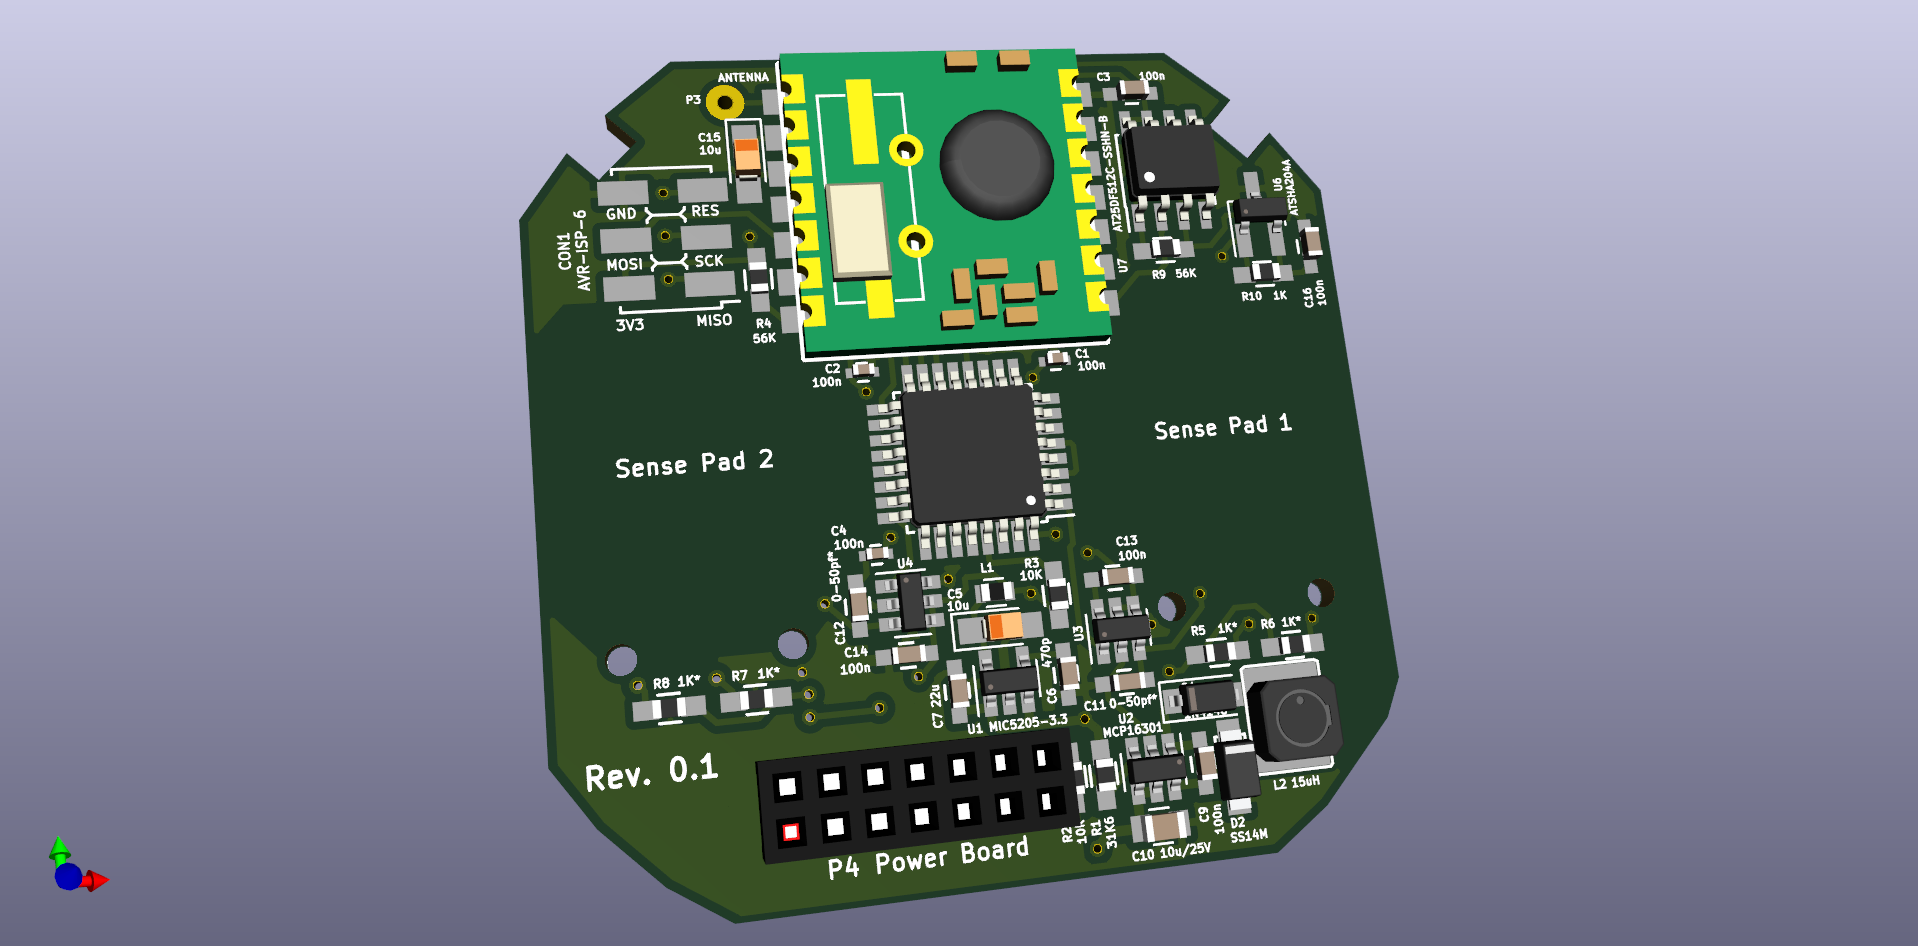 ANTENNA
P3
C15
10u
GND
RES
MOSI
SCK
3V3
MISO
CON1
AVR-ISP-6
R4
56K
C3
100n
AT25DF512C-SSHN-B
U7
U6
ATSHA204A
R9 56K
R10 1K
C16
100n
C2
100n
C1
100n
Sense Pad 2
Sense Pad 1
C4
100n
0-50pf*
C12
U4
L1
C5
10u
R3
10K
C13
100n
C14
100n
U3
470p
C6
R5 1K*
R6 1K*
R8 1K*
R7 1K*
C7 22u
U1 MIC5205-3.3
C11 0-50pf*
U2
MCP16301
L2 15uH
Rev. 0.1
R2
R1
31K6
C9
100n
D2
SS14M
C10 10u/25V
P4 Power Board